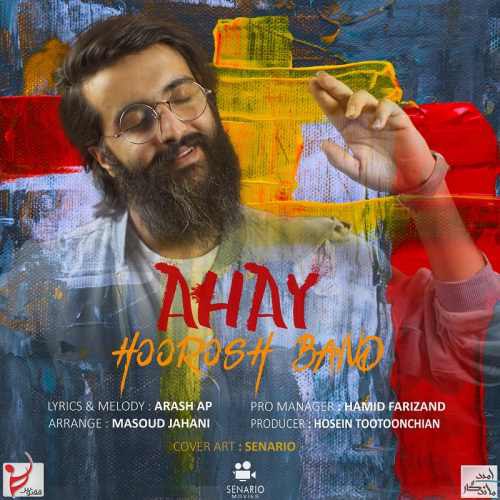 AHAY
HOOROSH BAND
LYRICS & MELODY : ARASH AP
PRO MANAGER : HAMID FARIZAND
ARRANGE : MASOUD JAHANI
PRODUCER : HOSEIN TOOTOONCHIAN
COVER ART : SENARIO
SENARIO
MOVIES